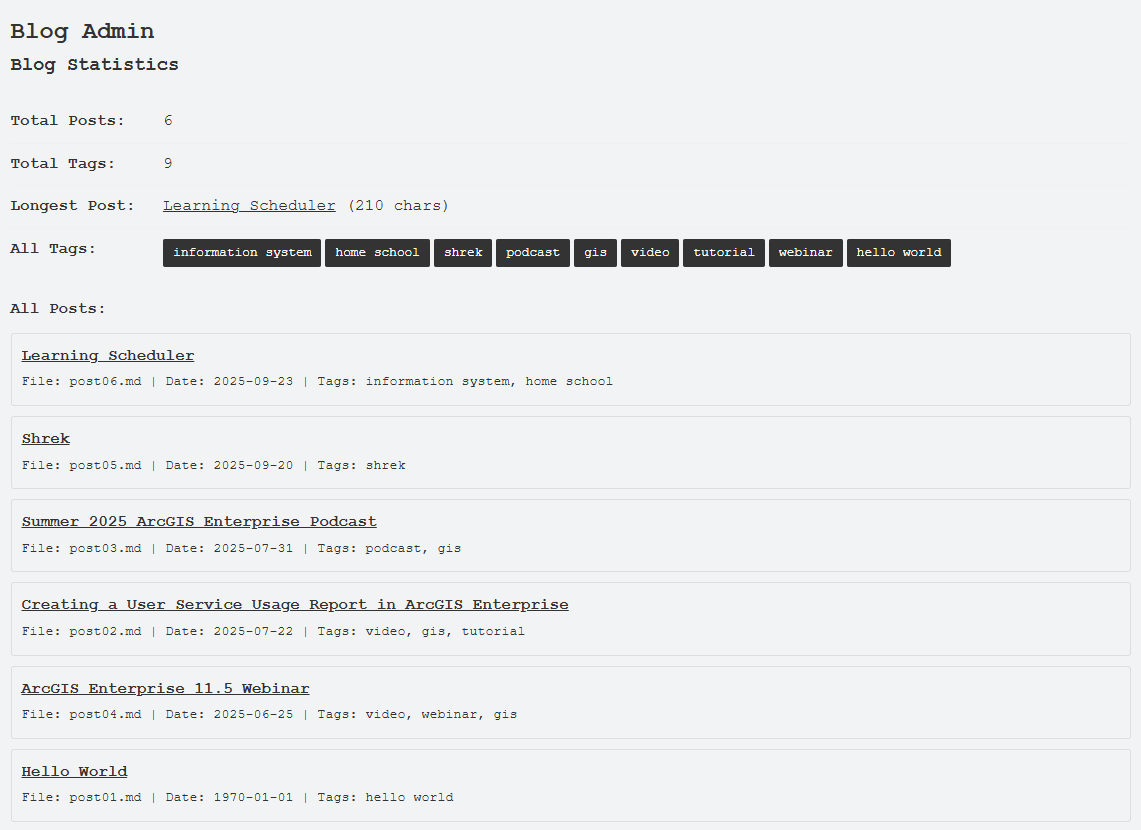 Blog Admin
Blog Statistics
Total Posts: 6
Total Tags: 9
Longest Post: Learning Scheduler (210 chars)
All Tags: information system home school shrek podcast gis video tutorial webinar hello world
All Posts:
Learning Scheduler
File: post06.md | Date: 2025-09-23 | Tags: information system, home school
Shrek
File: post05.md | Date: 2025-09-20 | Tags: shrek
Summer 2025 ArcGIS Enterprise Podcast
File: post03.md | Date: 2025-07-31 | Tags: podcast, gis
Creating a User Service Usage Report in ArcGIS Enterprise
File: post02.md | Date: 2025-07-22 | Tags: video, gis, tutorial
ArcGIS Enterprise 11.5 Webinar
File: post04.md | Date: 2025-06-25 | Tags: video, webinar, gis
Hello World
File: post01.md | Date: 1970-01-01 | Tags: hello world